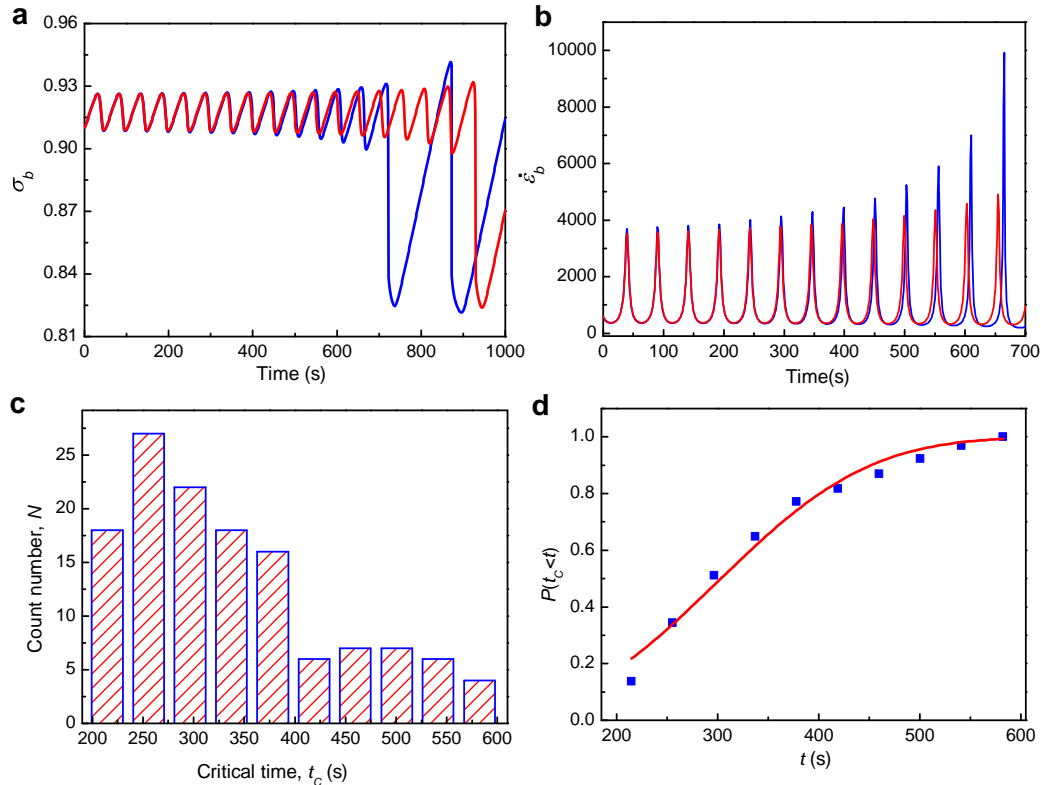 a
0.96
0.93
0.90
0.87
0.84
0.81
σb
0 200 400 600 800 1000
Time (s)
b
10000
8000
6000
4000
2000
0
ε̇b
0 100 200 300 400 500 600 700
Time(s)
c
25
20
15
10
5
0
Count number, N
200 250 300 350 400 450 500 550 600
Critical time, tc (s)
d
1.0
0.8
0.6
0.4
0.2
0.0
P(tc<t)
200 300 400 500 600
t (s)